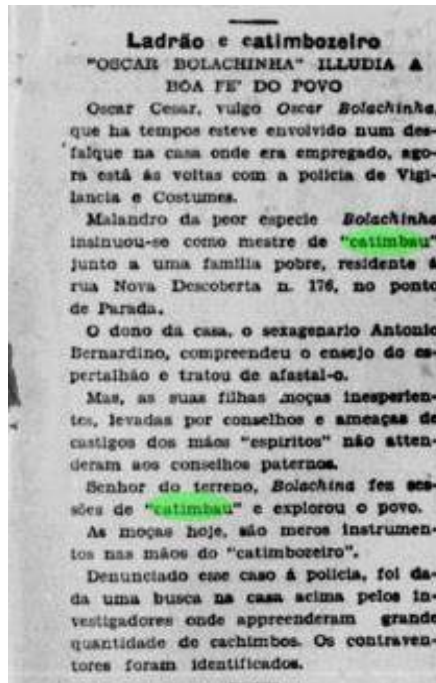 Ladrão e catimbozeiro
"OSCAR BOLACHINHA" ILLUDIA A
BOA FE' DO POVO
Oscar Cesar, vulgo Oscar Bolachinha,
que ha tempos esteve envolvido num des-
falque na casa onde era empregado, ago-
ra está ás voltas com a policia de Vigi-
lancia e Costumes.
Malandro da peor especie Bolachinha
insinuou-se como mestre de "catimbau"
junto a uma familia pobre, residente á
rua Nova Descoberta n. 176, no ponto
de Parada.
O dono da casa, o sexagenario Antonio
Bernardino, comprehendeu o ensejo do es-
pertalhão e tratou de afastal-o.
Mas, as suas filhas moças inesperien-
tes, levadas por conselhos e ameaças de
castigos dos mãos "espiritos" não atten-
deram aos conselhos paternos.
Senhor do terreno, Bolachina fes ses-
sões de "catimbau" e explorou o povo.
As moças hoje, são meros instrumen-
tos nas mãos do "catimbozeiro".
Denunciado esse caso á policia, foi da-
da uma busca na casa acima pelos in-
vestigadores onde apprenderam grande
quantidade de cachimbos. Os contraven-
tores foram identificados.